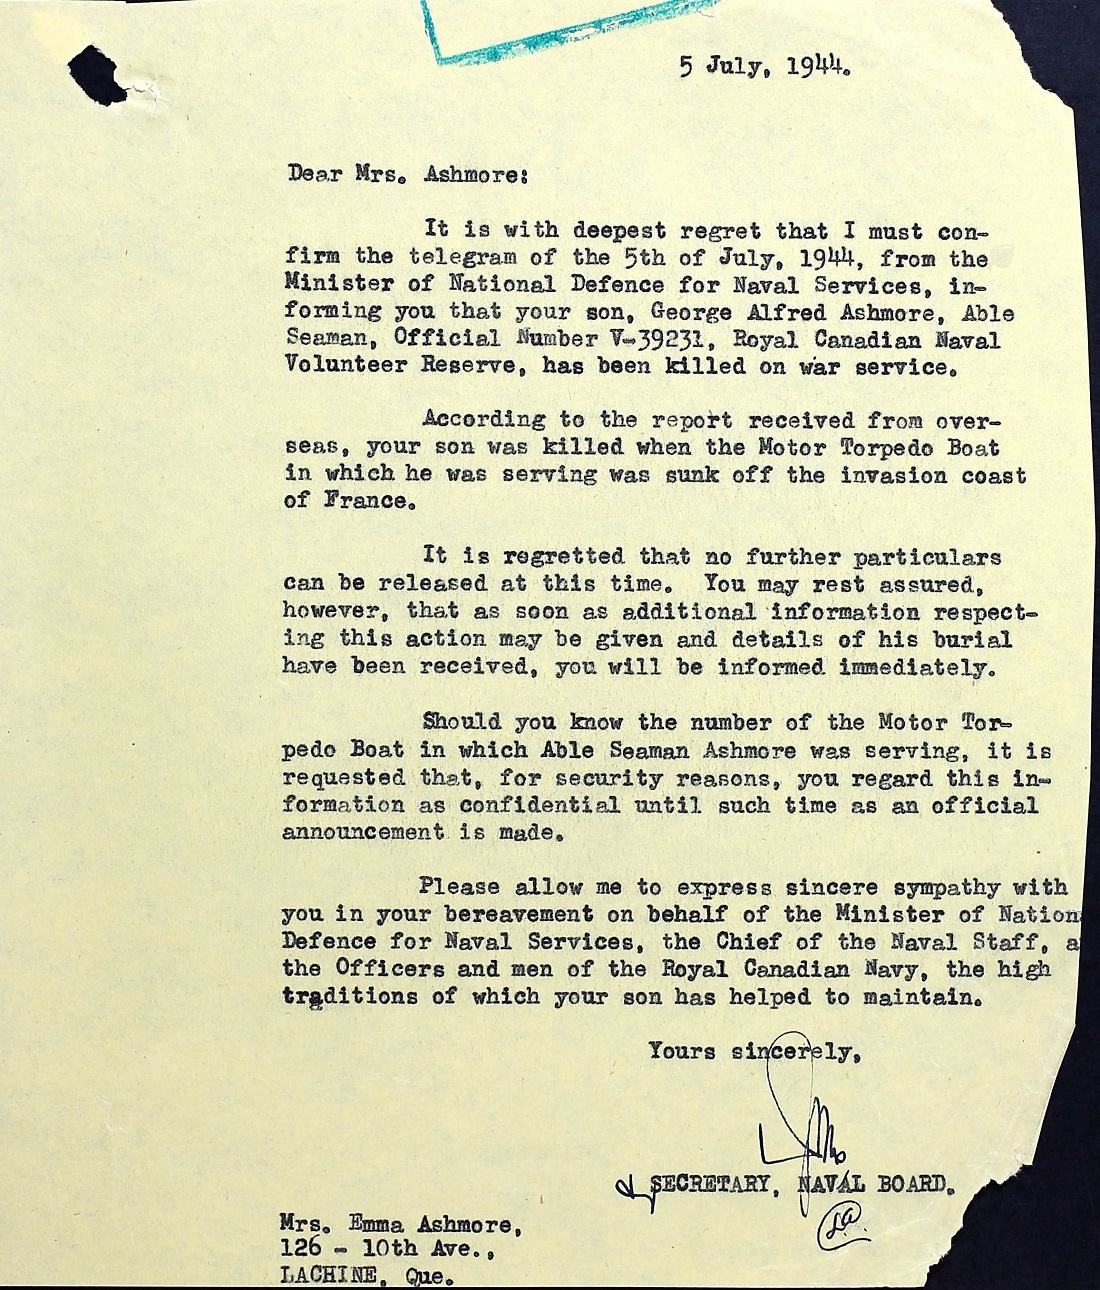 5 July, 1944.
Dear Mrs. Ashmore:
It is with deepest regret that I must con-
firm the telegram of the 5th of July, 1944, from the
Minister of National Defence for Naval Services, in-
forming you that your son, George Alfred Ashmore, Able
Seaman, Official Number V-39231, Royal Canadian Naval
Volunteer Reserve, has been killed on war service.
According to the report received from over-
seas, your son was killed when the Motor Torpedo Boat
in which he was serving was sunk off the invasion coast
of France.
It is regretted that no further particulars
can be released at this time. You may rest assured,
however, that as soon as additional information respect-
ing this action may be given and details of his burial
have been received, you will be informed immediately.
Should you know the number of the Motor Tor-
pedo Boat in which Able Seaman Ashmore was serving, it is
requested that, for security reasons, you regard this in-
formation as confidential until such time as an official
announcement is made.
Please allow me to express sincere sympathy with
you in your bereavement on behalf of the Minister of Nation
Defence for Naval Services, the Chief of the Naval Staff, a
the Officers and men of the Royal Canadian Navy, the high
traditions of which your son has helped to maintain.
Yours sincerely,
SECRETARY, NAVAL BOARD.
Mrs. Emma Ashmore,
126 - 10th Ave.,
LACHINE, Que.